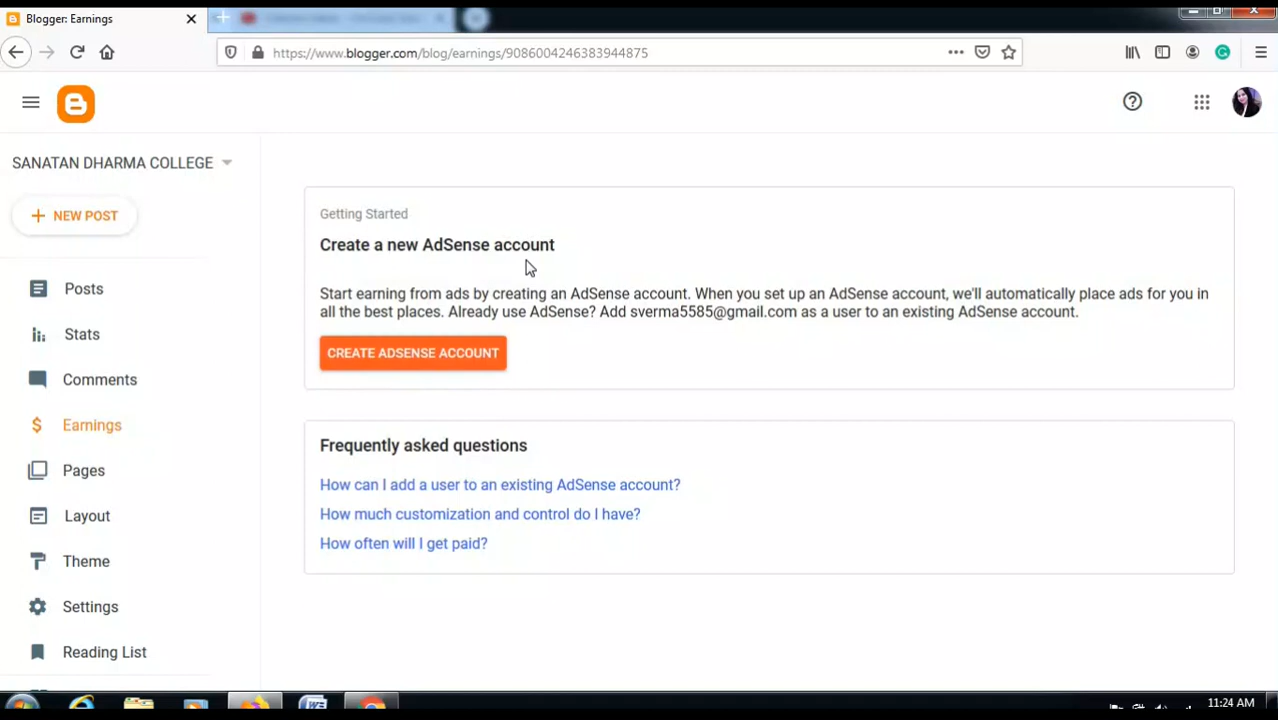 Blogger: Earnings
https://www.blogger.com/blog/earnings/9086004246383944875
SANATAN DHARMA COLLEGE
NEW POST
Posts
Stats
Comments
Earnings
Pages
Layout
Theme
Settings
Reading List
Getting Started
Create a new AdSense account
Start earning from ads by creating an AdSense account. When you set up an AdSense account, we'll automatically place ads for you in
all the best places. Already use AdSense? Add sverma5585@gmail.com as a user to an existing AdSense account.
CREATE ADSENSE ACCOUNT
Frequently asked questions
How can I add a user to an existing AdSense account?
How much customization and control do I have?
How often will I get paid?
11:24 AM